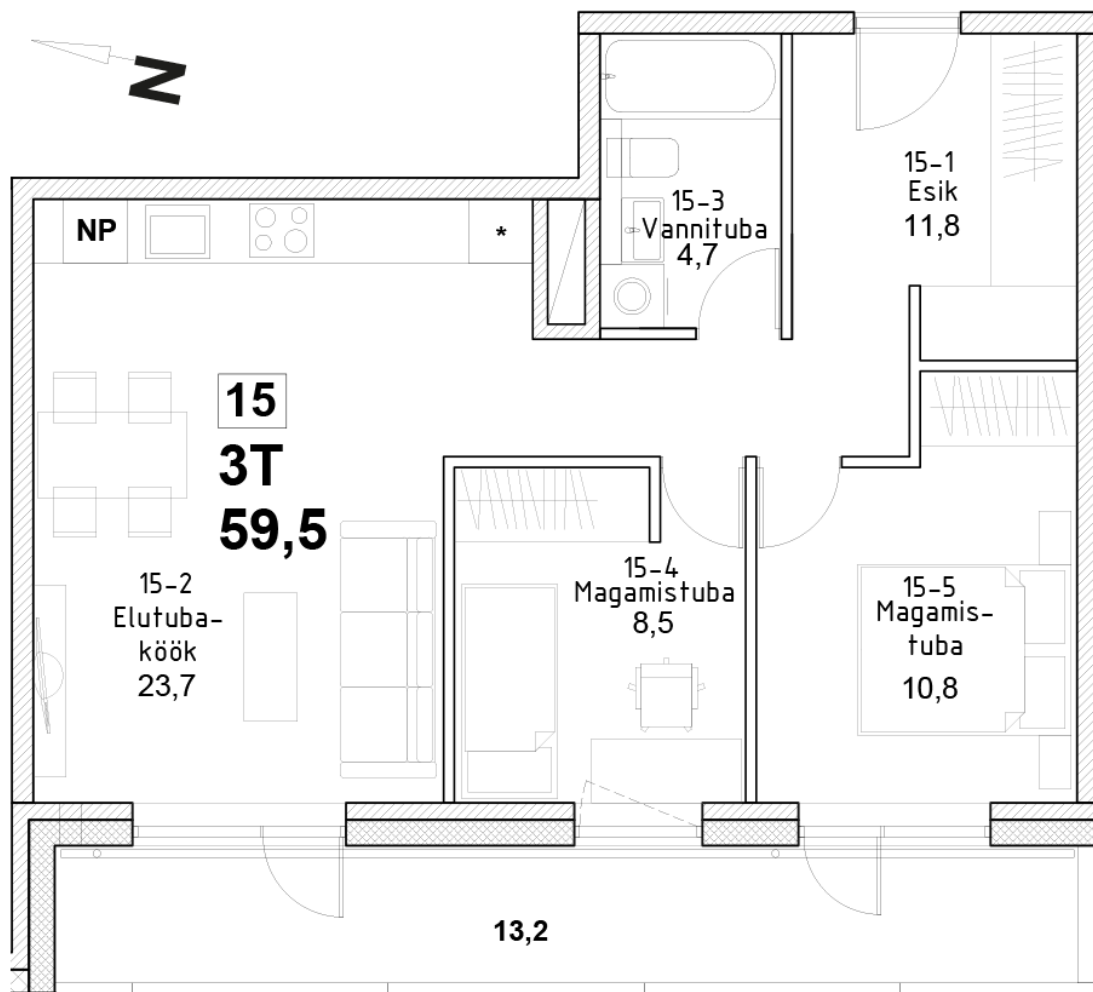 N
15-1
Esik
11,8
15-3
Vannituba
4,7
NP
*
15
3T
59,5
15-2
Elutuba-
köök
23,7
15-4
Magamistuba
8,5
15-5
Magamis-
tuba
10,8
13,2